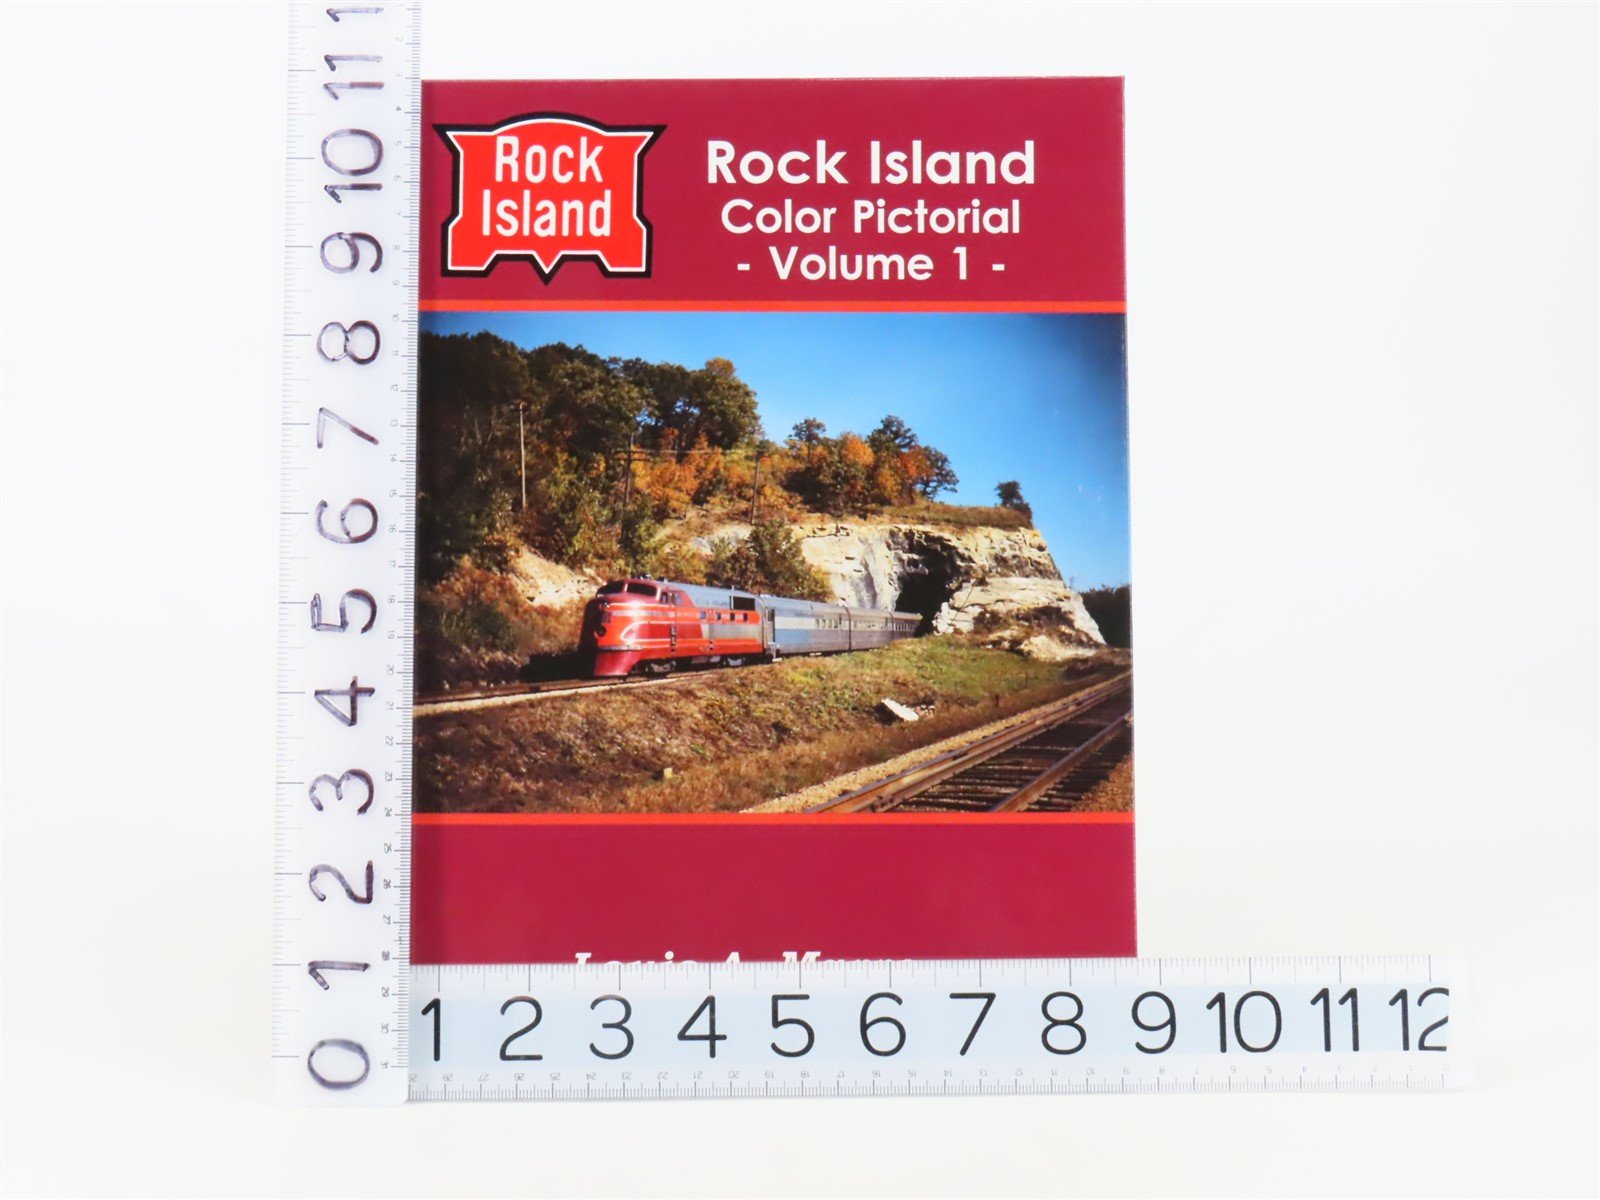 Rock
Island
Rock Island
Color Pictorial
- Volume 1 -
11
10
9
8
7
6
5
4
3
2
1
0
1 2 3 4 5 6 7 8 9 10 11 12